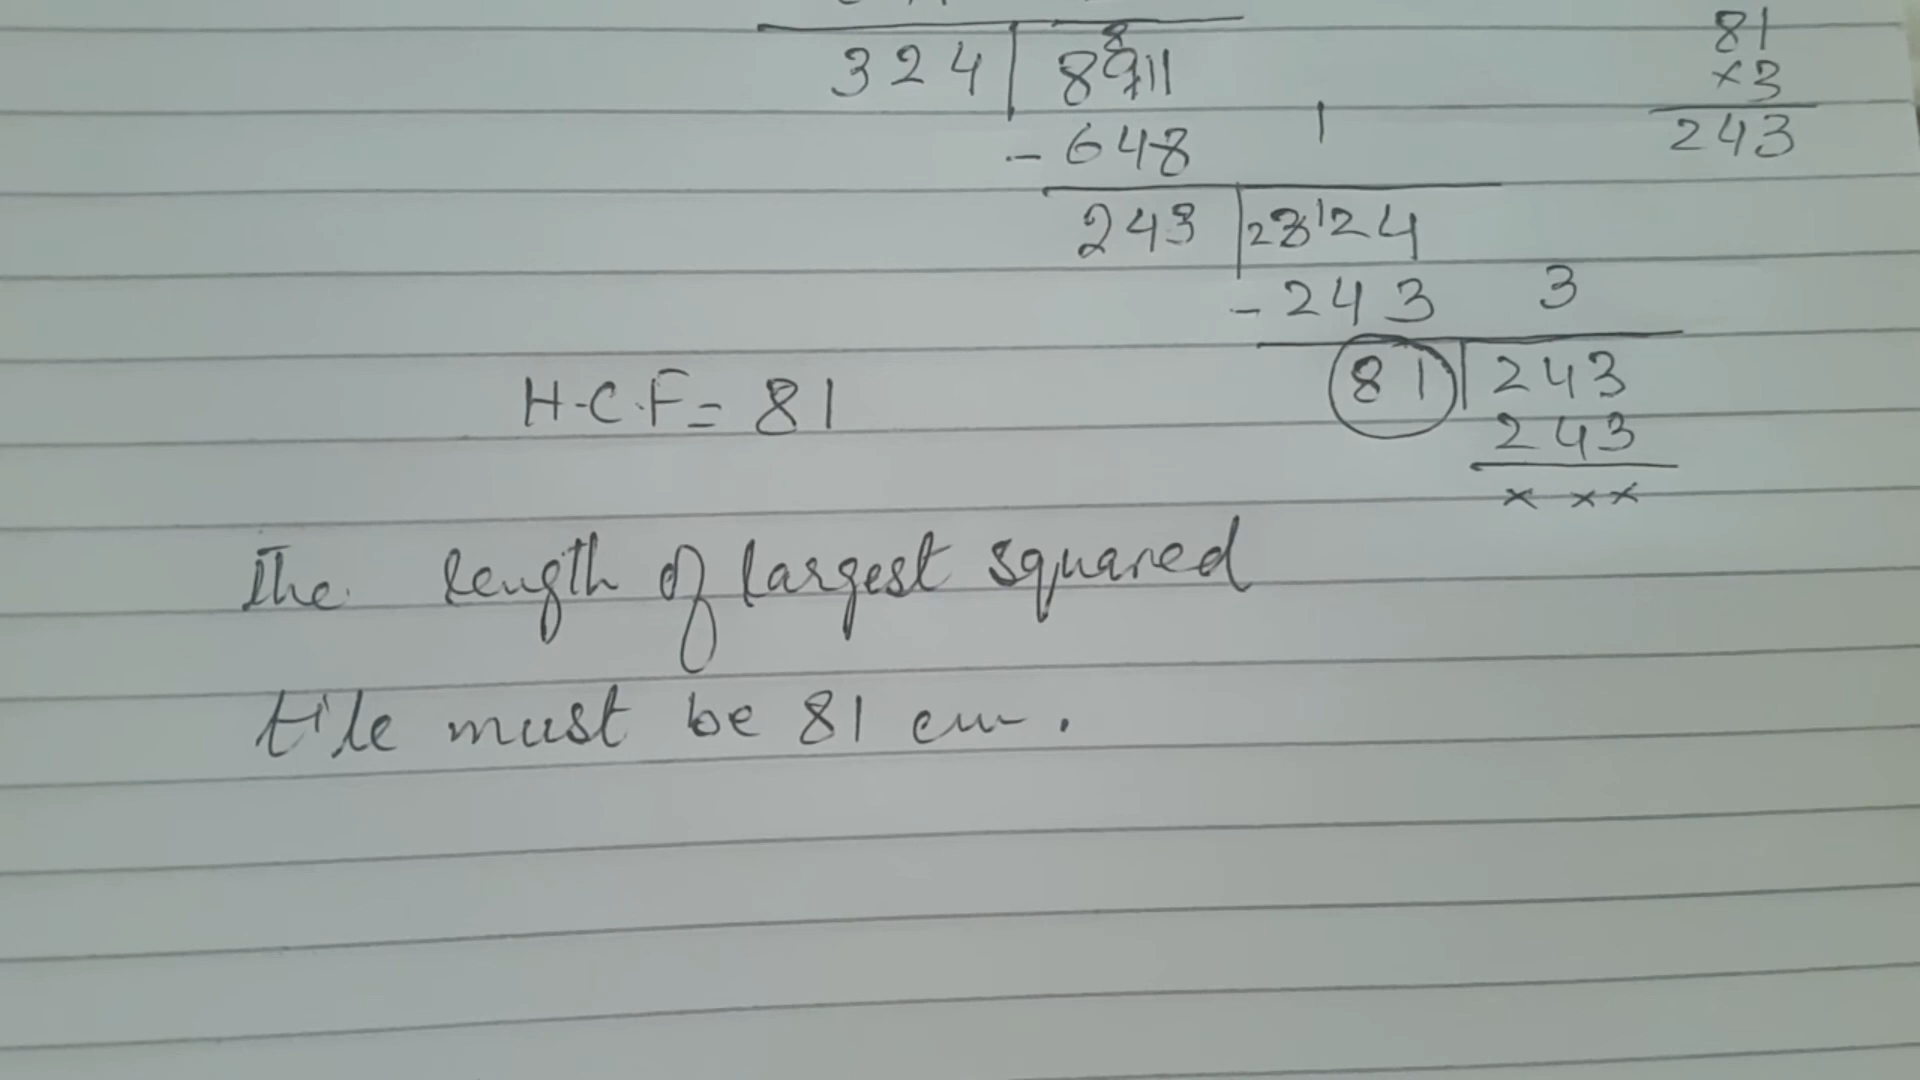 324 891
81
×3
- 648 1
243
243 324
- 243 3
81 243
H.C.F = 81
243
× × ×
The length of largest squared
tile must be 81 cm.